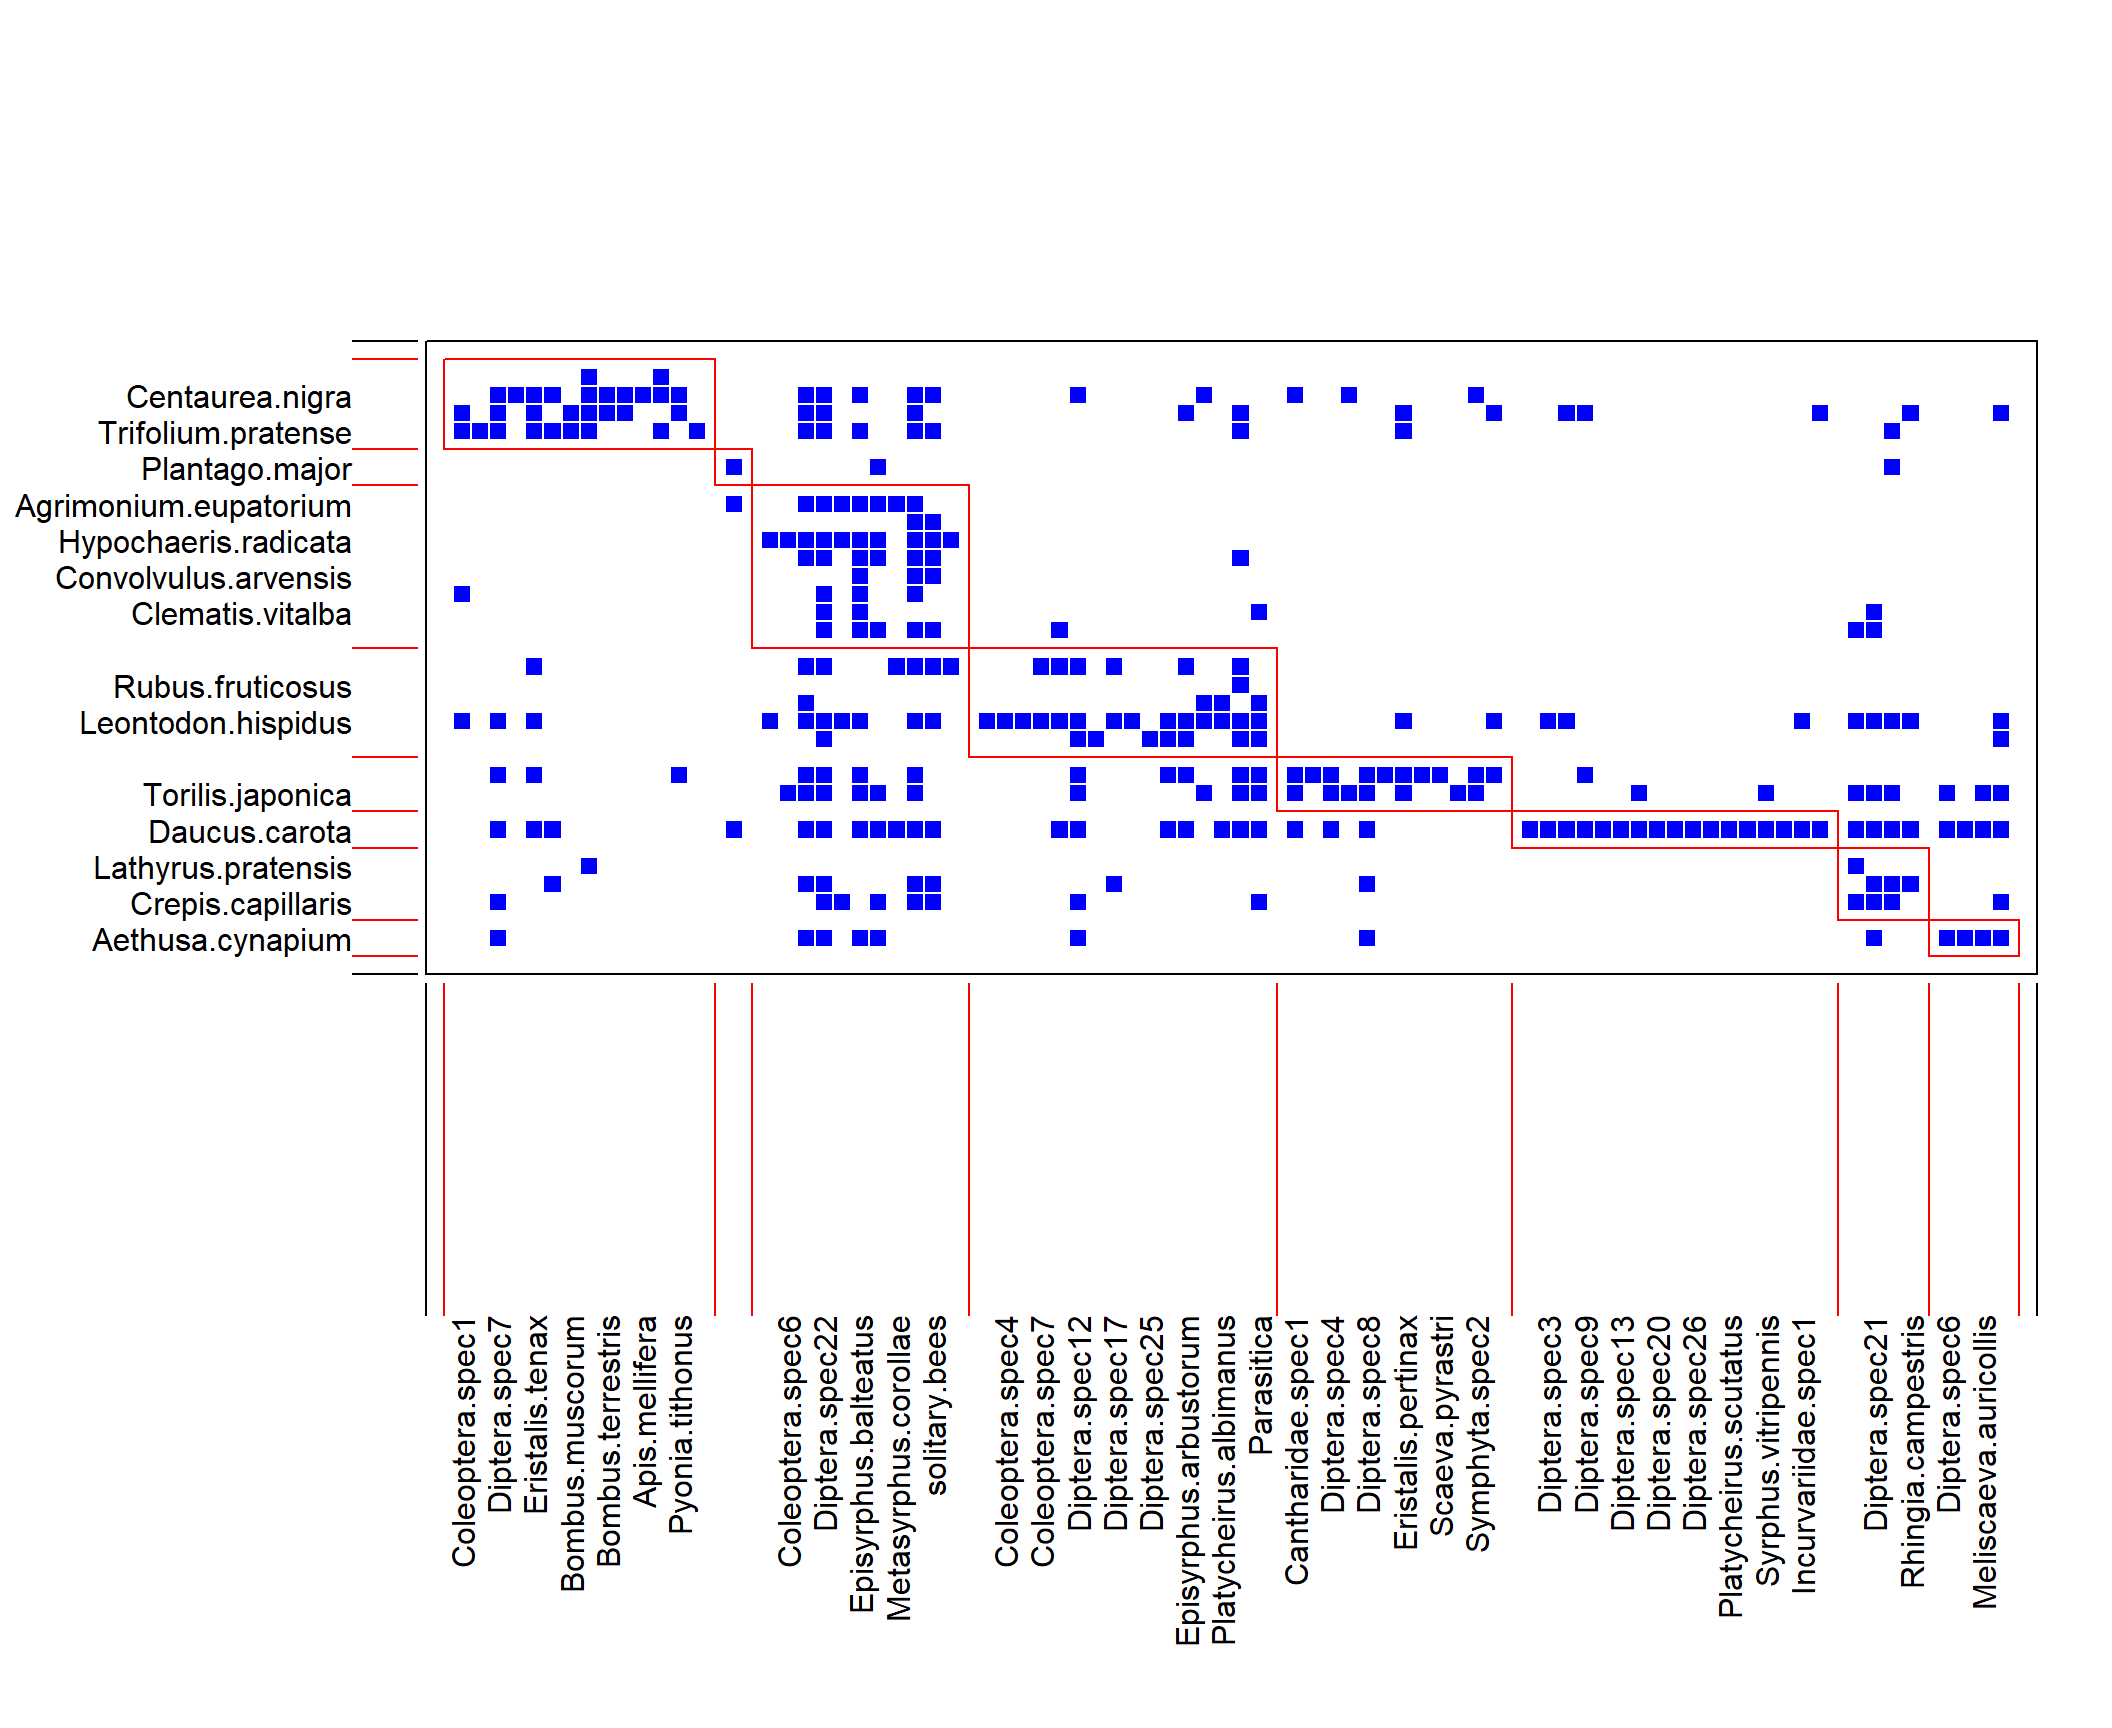 Centaurea.nigra
Trifolium.pratense
Plantago.major
Agrimonium.eupatorium
Hypochaeris.radicata
Convolvulus.arvensis
Clematis.vitalba
Rubus.fruticosus
Leontodon.hispidus
Torilis.japonica
Daucus.carota
Lathyrus.pratensis
Crepis.capillaris
Aethusa.cynapium
Coleoptera.spec1
Diptera.spec7
Eristalis.tenax
Bombus.muscorum
Bombus.terrestris
Apis.mellifera
Pyonia.tithonus
Coleoptera.spec6
Diptera.spec22
Episyrphus.balteatus
Metasyrphus.corollae
solitary.bees
Coleoptera.spec4
Coleoptera.spec7
Diptera.spec12
Diptera.spec17
Diptera.spec25
Episyrphus.arbustorum
Platycheirus.albimanus
Parasitica
Cantharidae.spec1
Diptera.spec4
Diptera.spec8
Eristalis.pertinax
Scaeva.pyrastri
Symphyta.spec2
Diptera.spec3
Diptera.spec9
Diptera.spec13
Diptera.spec20
Diptera.spec26
Platycheirus.scutatus
Syrphus.vitripennis
Incurvariidae.spec1
Diptera.spec21
Rhingia.campestris
Diptera.spec6
Meliscaeva.auricollis